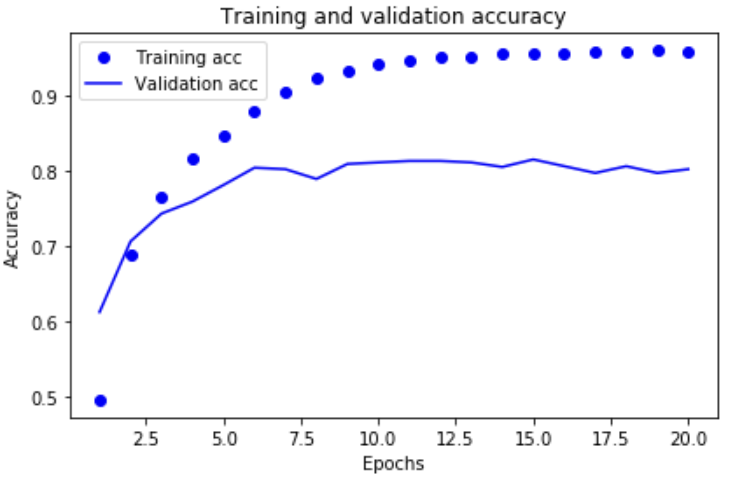 Training and validation accuracy
Training acc
Validation acc
0.9
0.8
0.7
0.6
0.5
Accuracy
2.5 5.0 7.5 10.0 12.5 15.0 17.5 20.0
Epochs